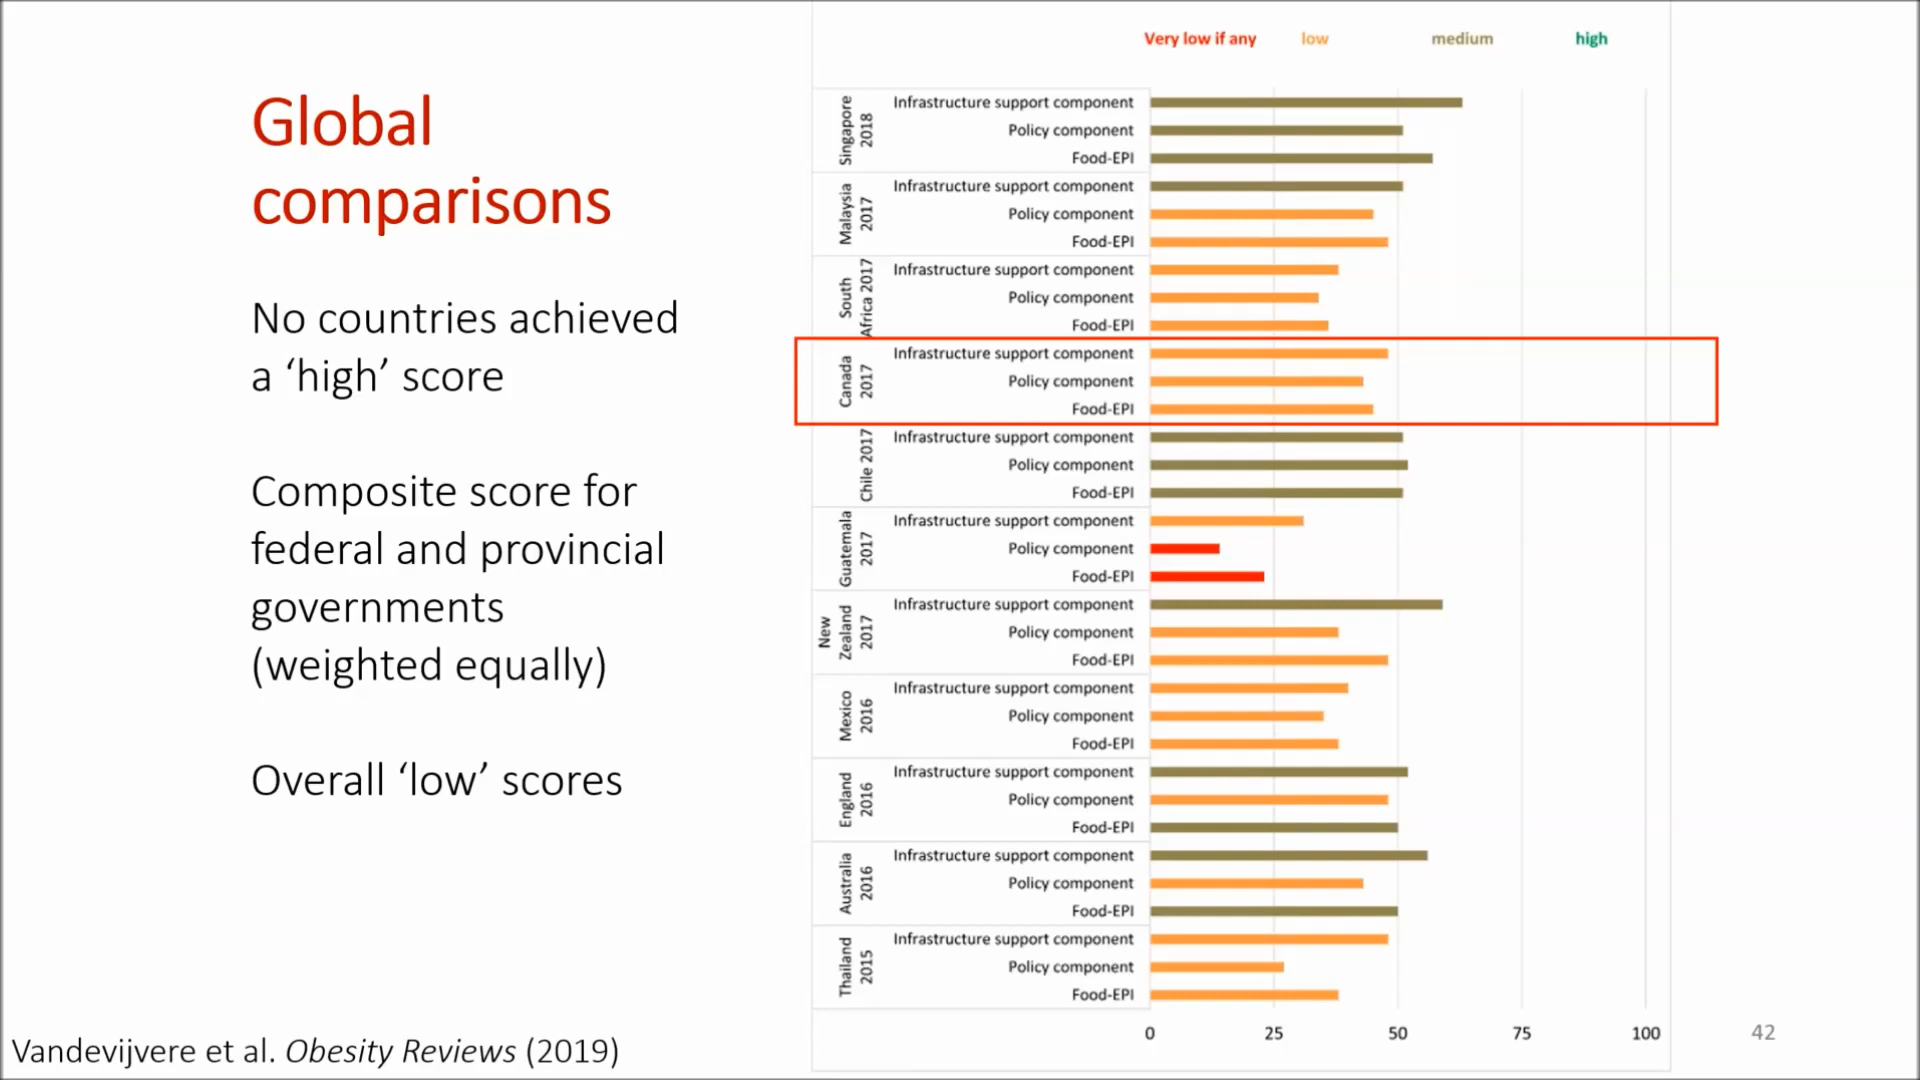 Global
comparisons
No countries achieved
a ‘high’ score
Composite score for
federal and provincial
governments
(weighted equally)
Overall ‘low’ scores
Vandevijvere et al. Obesity Reviews (2019)
Very low if any low medium high
Singapore
2018
Infrastructure support component
Policy component
Food-EPI
Malaysia
2017
Infrastructure support component
Policy component
Food-EPI
South
Africa 2017
Infrastructure support component
Policy component
Food-EPI
Canada
2017
Infrastructure support component
Policy component
Food-EPI
Chile 2017
Infrastructure support component
Policy component
Food-EPI
Guatemala
2017
Infrastructure support component
Policy component
Food-EPI
New
Zealand
2017
Infrastructure support component
Policy component
Food-EPI
Mexico
2016
Infrastructure support component
Policy component
Food-EPI
England
2016
Infrastructure support component
Policy component
Food-EPI
Australia
2016
Infrastructure support component
Policy component
Food-EPI
Thailand
2015
Infrastructure support component
Policy component
Food-EPI
0 25 50 75 100
42